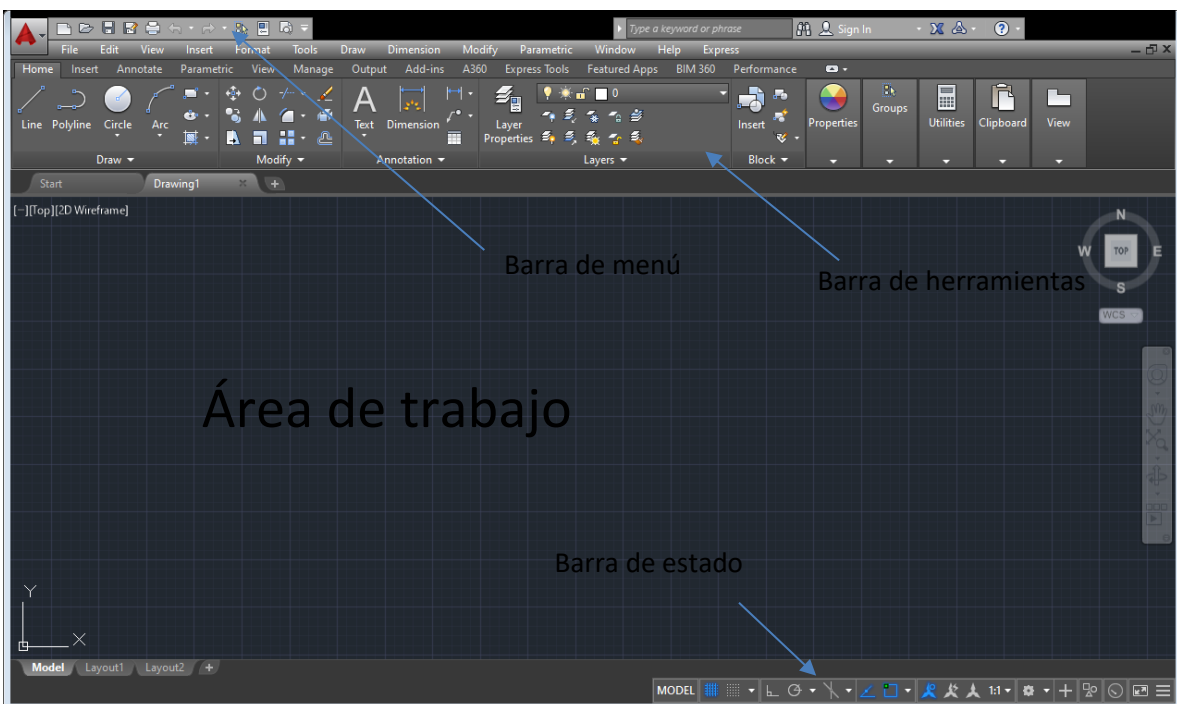 Type a keyword or phrase Sign In
File Edit View Insert Format Tools Draw Dimension Modify Parametric Window Help Express
Home Insert Annotate Parametric View Manage Output Add-ins A360 Express Tools Featured Apps BIM 360 Performance
0
Line Polyline Circle Arc Text Dimension Layer Properties Insert Properties Groups Utilities Clipboard View
Draw Modify Annotation Layers Block
Start Drawing1
[−][Top][2D Wireframe]
N
W TOP E
S
WCS
Barra de menú
Barra de herramientas
Área de trabajo
Barra de estado
Y
X
Model Layout1 Layout2 +
MODEL 1:1